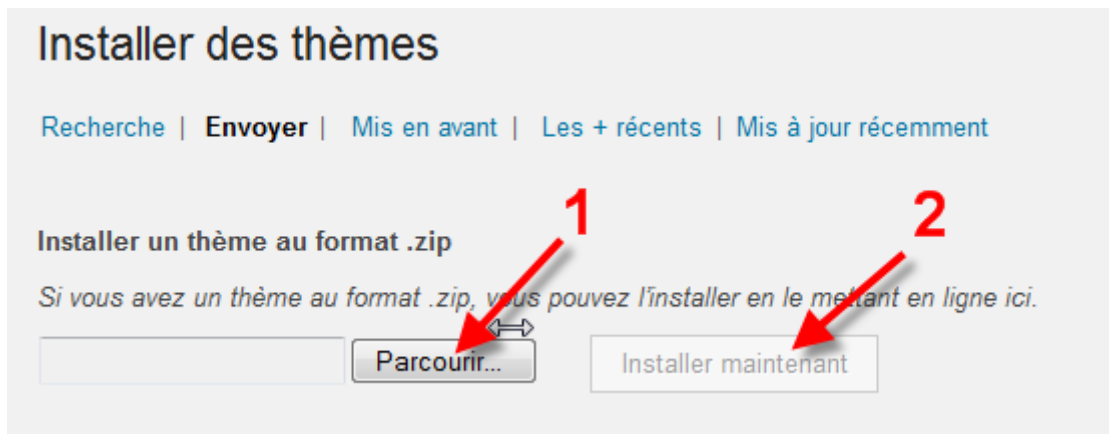 Installer des thèmes
Recherche | Envoyer | Mis en avant | Les + récents | Mis à jour récemment
1 2
Installer un thème au format .zip
Si vous avez un thème au format .zip, vous pouvez l'installer en le mettant en ligne ici.
Parcourir... Installer maintenant